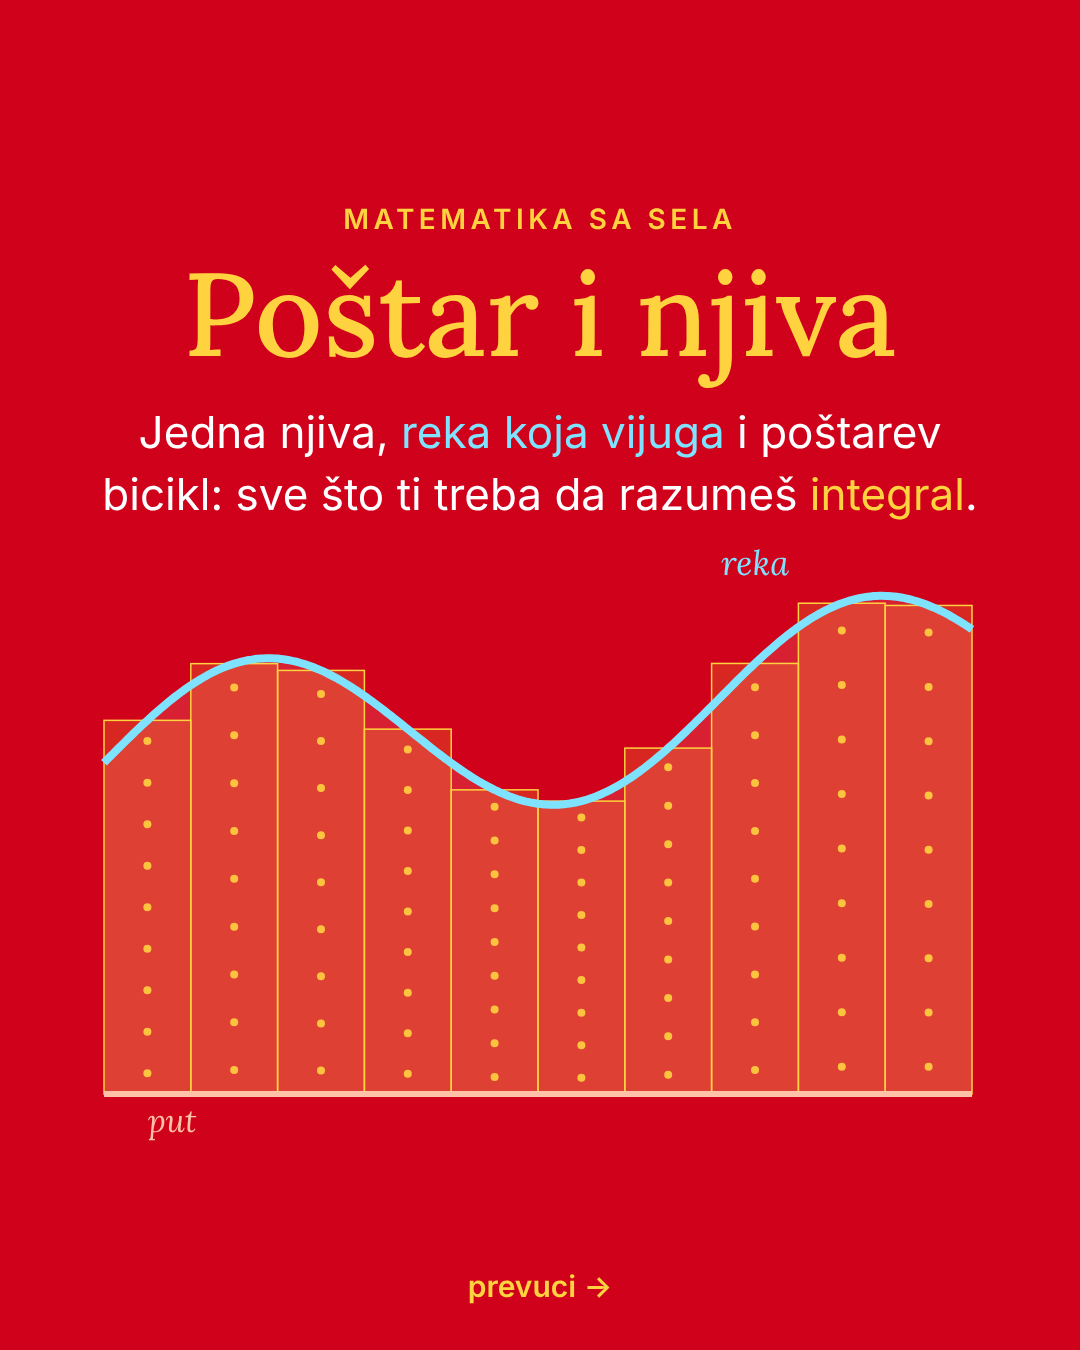 MATEMATIKA SA SELA
Poštar i njiva
Jedna njiva, reka koja vijuga i poštarev
bicikl: sve što ti treba da razumeš integral.
reka
put
prevuci →